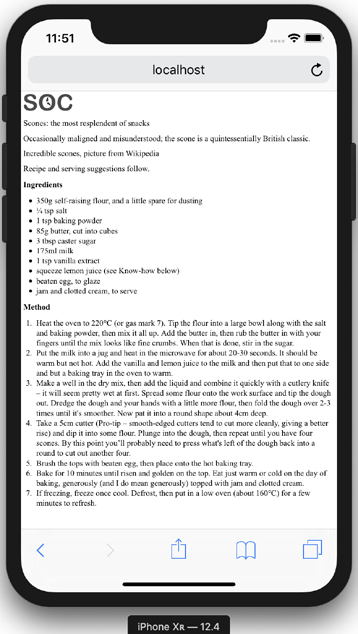 11:51
localhost
SOC
Scones: the most resplendent of snacks
Occasionally maligned and misunderstood; the scone is a quintessentially British classic.
Incredible scones, picture from Wikipedia
Recipe and serving suggestions follow.
Ingredients
• 350g self-raising flour, and a little spare for dusting
• ¼ tsp salt
• 1 tsp baking powder
• 85g butter, cut into cubes
• 3 tbsp caster sugar
• 175ml milk
• 1 tsp vanilla extract
• squeeze lemon juice (see Know-how below)
• beaten egg, to glaze
• jam and clotted cream, to serve
Method
1. Heat the oven to 220°C (or gas mark 7). Tip the flour into a large bowl along with the salt
and baking powder, then mix it all up. Add the butter in, then rub the butter in with your
fingers until the mix looks like fine crumbs. When that is done, stir in the sugar.
2. Put the milk into a jug and heat in the microwave for about 20-30 seconds. It should be
warm but not hot. Add the vanilla and lemon juice to the milk and then put that to one side
and but a baking tray in the oven to warm.
3. Make a well in the dry mix, then add the liquid and combine it quickly with a cutlery knife
– it will seem pretty wet at first. Spread some flour onto the work surface and tip the dough
out. Dredge the dough and your hands with a little more flour, then fold the dough over 2-3
times until it's smoother. Now pat it into a round shape about 4cm deep.
4. Take a 5cm cutter (Pro-tip – smooth-edged cutters tend to cut more cleanly, giving a better
rise) and dip it into some flour. Plunge into the dough, then repeat until you have four
scones. By this point you'll probably need to press what's left of the dough back into a
round to cut out another four.
5. Brush the tops with beaten egg, then place onto the hot baking tray.
6. Bake for 10 minutes until risen and golden on the top. Eat just warm or cold on the day of
baking, generously (and I do mean generously) topped with jam and clotted cream.
7. If freezing, freeze once cool. Defrost, then put in a low oven (about 160°C) for a few
minutes to refresh.
iPhone XR — 12.4